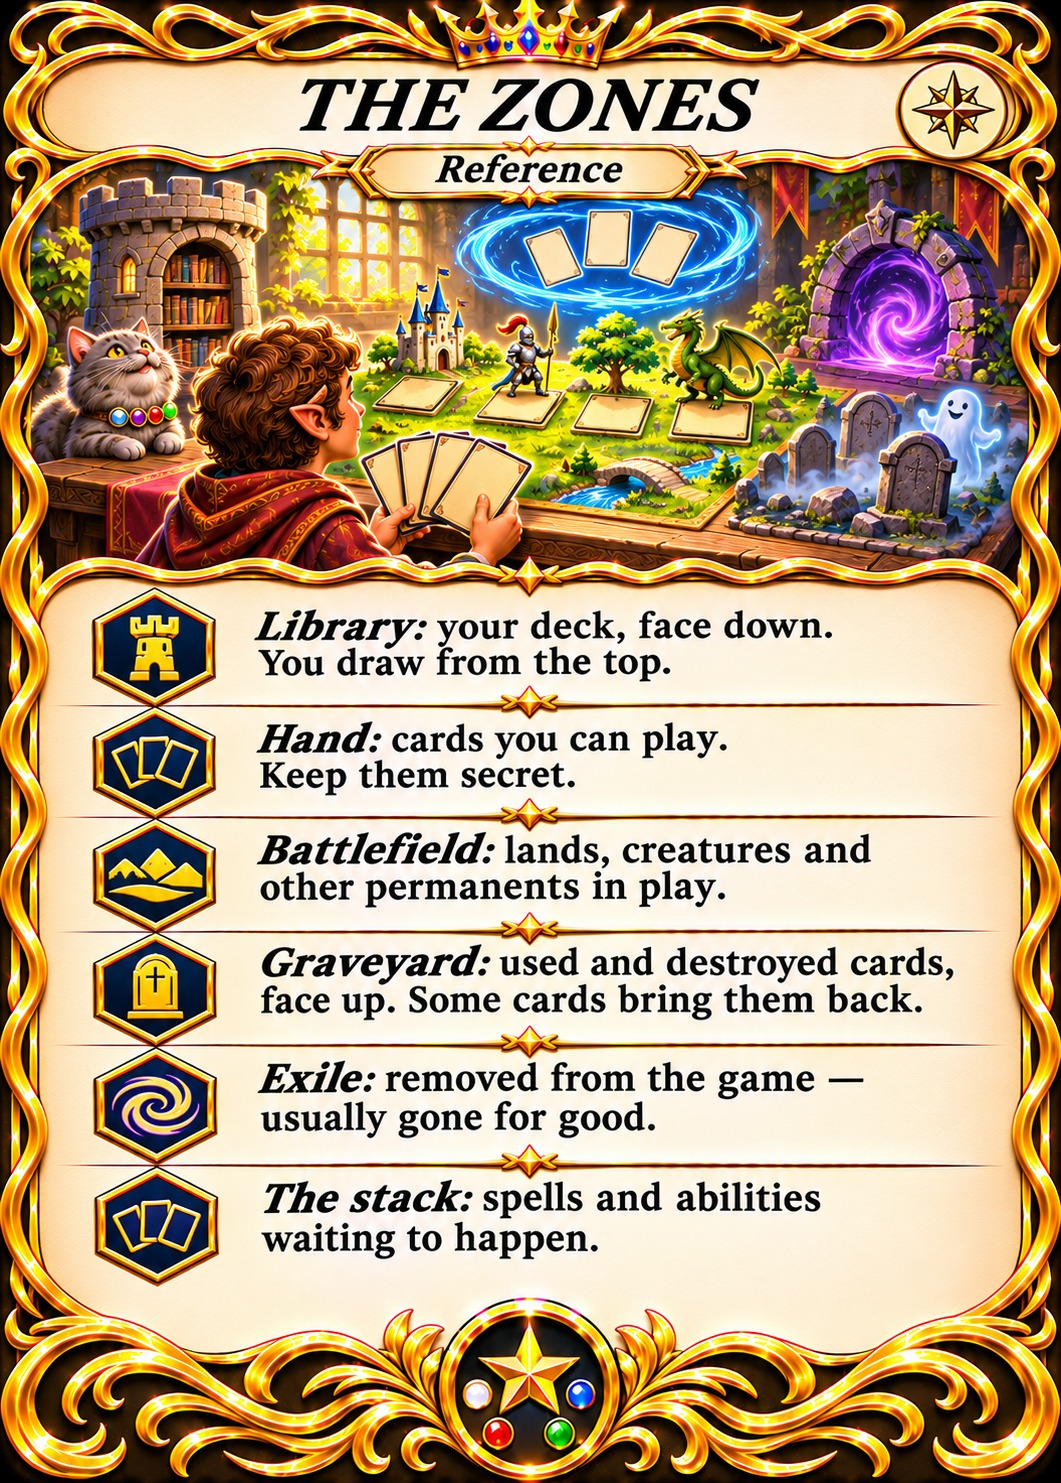 THE ZONES
Reference
Library: your deck, face down.
You draw from the top.
Hand: cards you can play.
Keep them secret.
Battlefield: lands, creatures and
other permanents in play.
Graveyard: used and destroyed cards,
face up. Some cards bring them back.
Exile: removed from the game —
usually gone for good.
The stack: spells and abilities
waiting to happen.